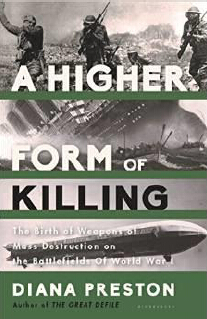 A HIGHER
FORM OF
KILLING
The Birth of Weapons of
Mass Destruction on
the Battlefields Of World War I
DIANA PRESTON
Author of THE GREAT DEFILE